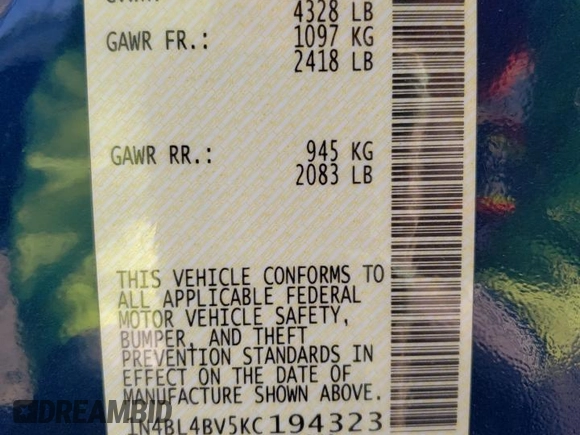 4328 LB
GAWR FR.: 1097 KG
2418 LB
GAWR RR.: 945 KG
2083 LB
THIS VEHICLE CONFORMS TO
ALL APPLICABLE FEDERAL
MOTOR VEHICLE SAFETY,
BUMPER, AND THEFT
PREVENTION STANDARDS IN
EFFECT ON THE DATE OF
MANUFACTURE SHOWN ABOVE.
1N4BL4BV5KC194323
DREAMBID